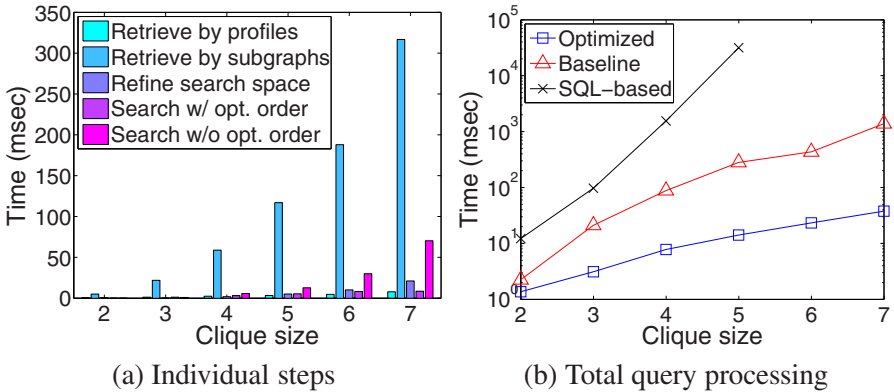 350
300
250
200
150
100
50
0
Time (msec)
Retrieve by profiles
Retrieve by subgraphs
Refine search space
Search w/ opt. order
Search w/o opt. order
2 3 4 5 6 7
Clique size
(a) Individual steps
10^5
10^4
10^3
10^2
10^1
10^0
Time (msec)
Optimized
Baseline
SQL-based
2 3 4 5 6 7
Clique size
(b) Total query processing